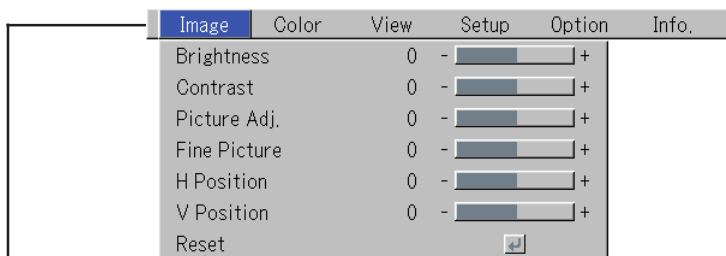 Image Color View Setup Option Info.
Brightness 0 - +
Contrast 0 - +
Picture Adj. 0 - +
Fine Picture 0 - +
H Position 0 - +
V Position 0 - +
Reset